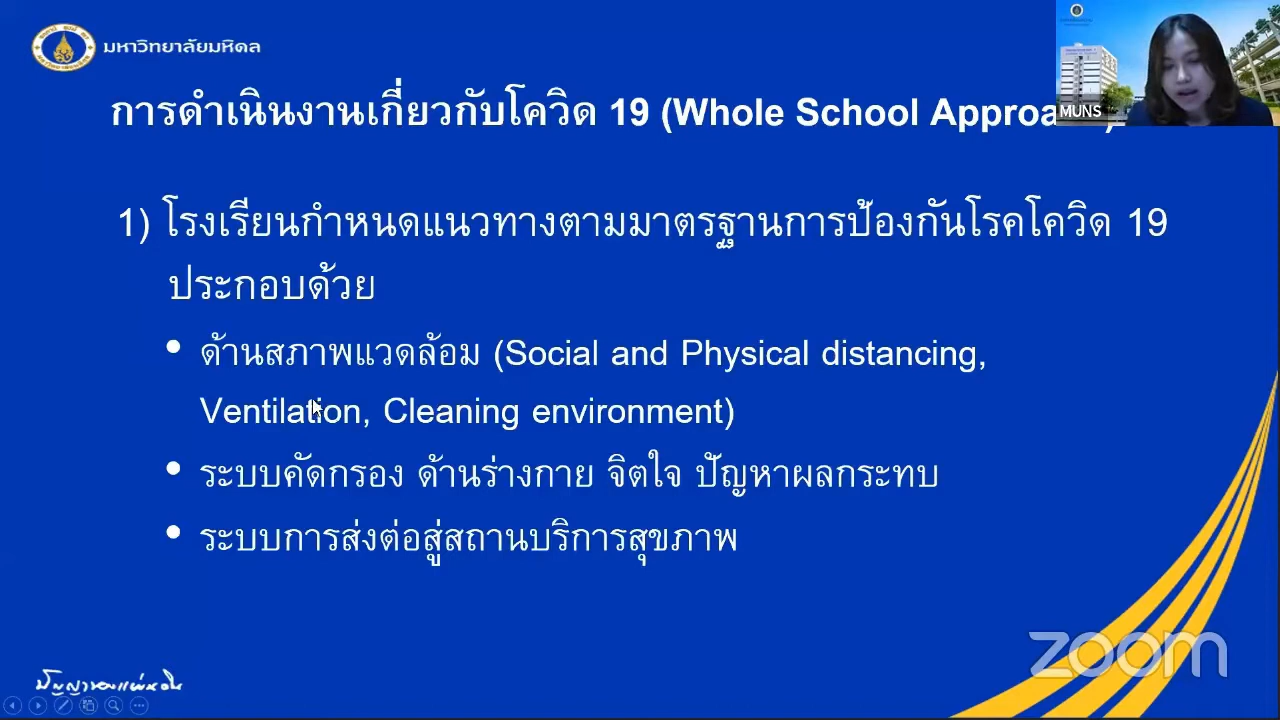 มหาวิทยาลัยมหิดล
MUNS
การดำเนินงานเกี่ยวกับโควิด 19 (Whole School Approa
1) โรงเรียนกำหนดแนวทางตามมาตรฐานการป้องกันโรคโควิด 19
ประกอบด้วย
• ด้านสภาพแวดล้อม (Social and Physical distancing,
Ventilation, Cleaning environment)
• ระบบคัดกรอง ด้านร่างกาย จิตใจ ปัญหาผลกระทบ
• ระบบการส่งต่อสู่สถานบริการสุขภาพ
zoom
ปัญญาของแผ่นดิน